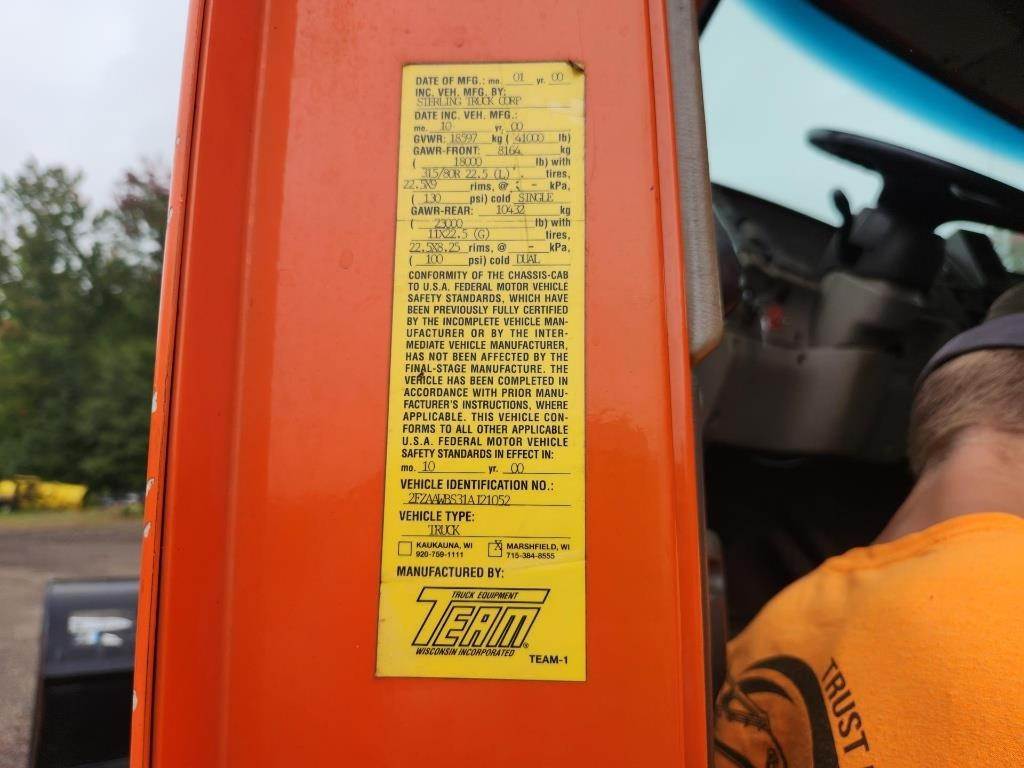 DATE OF MFG.: mo. 01 yr. 00
INC. VEH. MFG. BY:
STERLING TRUCK CORP
DATE INC. VEH. MFG.:
mo. 10 yr. 00
GVWR: 18597 kg ( 41000 lb)
GAWR-FRONT: 8164 kg
( 18000 lb) with
315/80R 22.5 (L) tires,
22.5X9 rims, @ - kPa,
( 130 psi) cold SINGLE
GAWR-REAR: 10432 kg
( 23000 lb) with
11X22.5 (G) tires,
22.5X8.25 rims, @ - kPa,
( 100 psi) cold DUAL
CONFORMITY OF THE CHASSIS-CAB
TO U.S.A. FEDERAL MOTOR VEHICLE
SAFETY STANDARDS, WHICH HAVE
BEEN PREVIOUSLY FULLY CERTIFIED
BY THE INCOMPLETE VEHICLE MAN-
UFACTURER OR BY THE INTER-
MEDIATE VEHICLE MANUFACTURER,
HAS NOT BEEN AFFECTED BY THE
FINAL-STAGE MANUFACTURE. THE
VEHICLE HAS BEEN COMPLETED IN
ACCORDANCE WITH PRIOR MANU-
FACTURER'S INSTRUCTIONS, WHERE
APPLICABLE. THIS VEHICLE CON-
FORMS TO ALL OTHER APPLICABLE
U.S.A. FEDERAL MOTOR VEHICLE
SAFETY STANDARDS IN EFFECT IN:
mo. 10 yr. 00
VEHICLE IDENTIFICATION NO.:
2FZAAWBS31AJ21052
VEHICLE TYPE:
TRUCK
KAUKAUNA, WI X MARSHFIELD, WI
920-759-1111 715-384-8555
MANUFACTURED BY:
TRUCK EQUIPMENT
TEAM®
WISCONSIN INCORPORATED
TEAM-1
TRUST